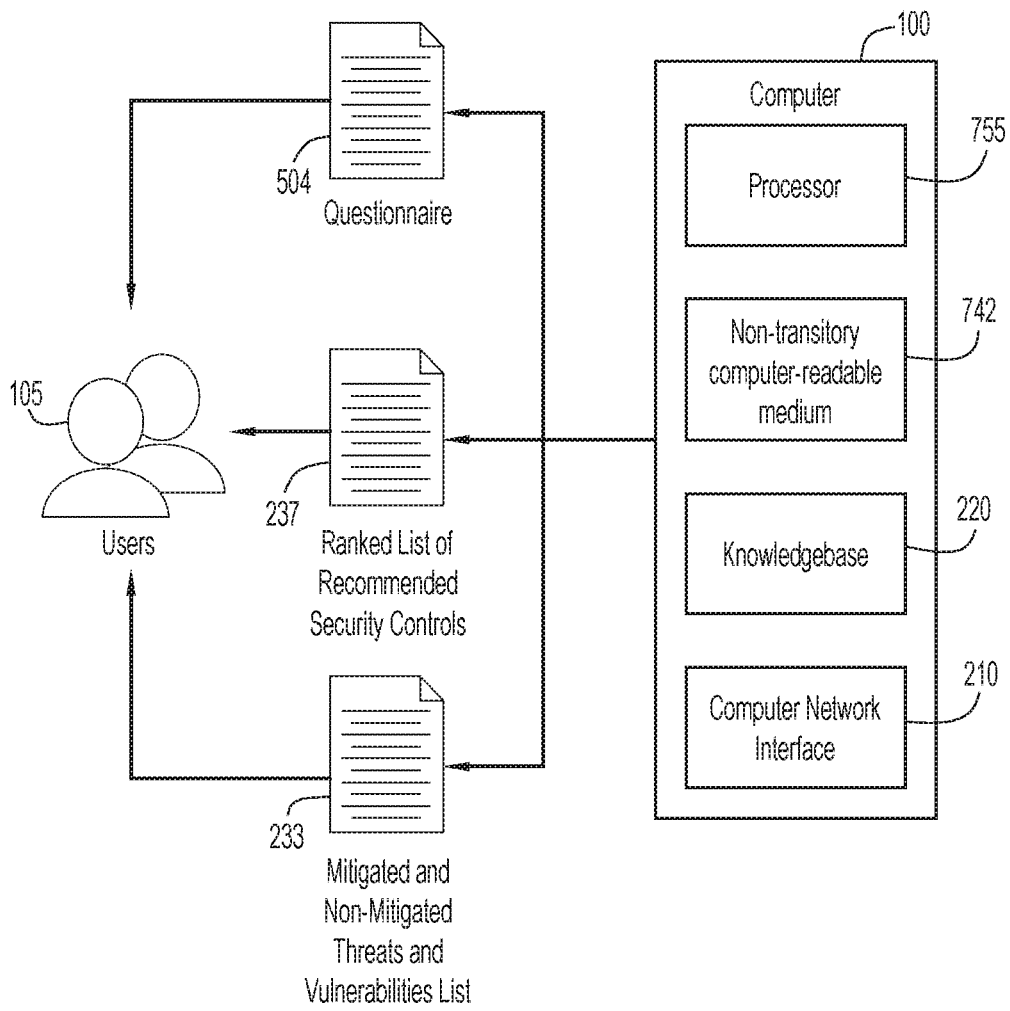 100
Computer
755
Processor
504
Questionnaire
742
Non-transitory
computer-readable
medium
105
Users
237
Ranked List of
Recommended
Security Controls
220
Knowledgebase
210
Computer Network
Interface
233
Mitigated and
Non-Mitigated
Threats and
Vulnerabilities List